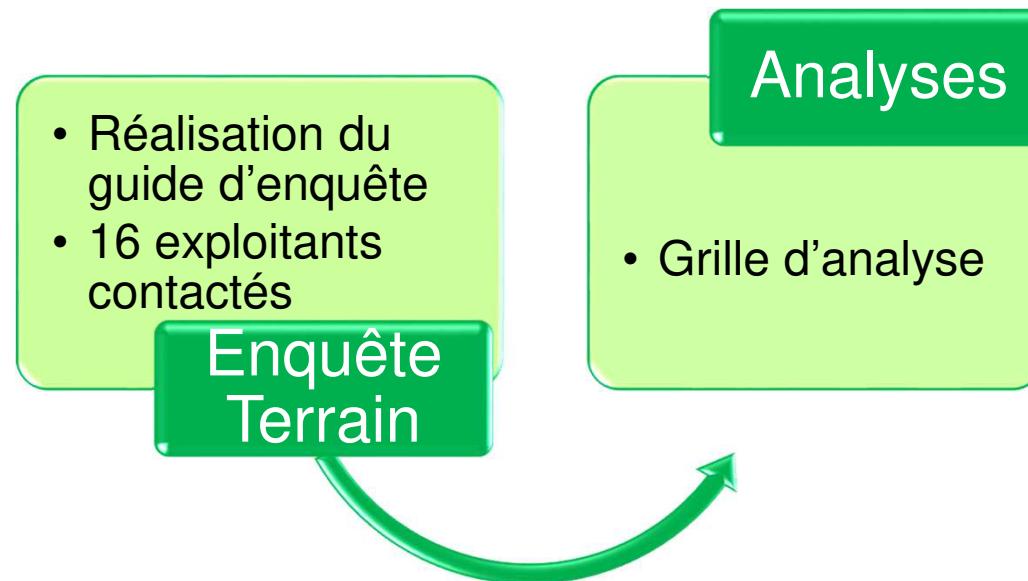 • Réalisation du
guide d'enquête
• 16 exploitants
contactés
Enquête
Terrain
Analyses
• Grille d'analyse